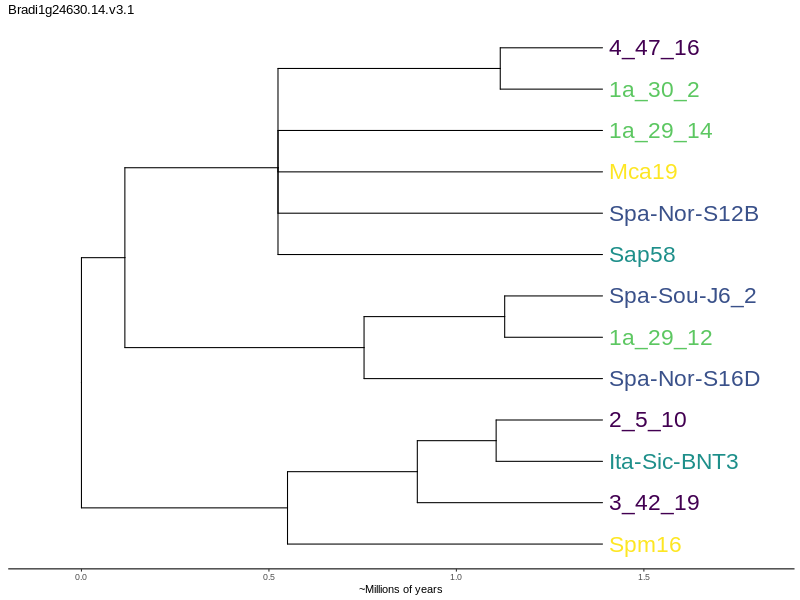 Bradi1g24630.14.v3.1
4_47_16
1a_30_2
1a_29_14
Mca19
Spa-Nor-S12B
Sap58
Spa-Sou-J6_2
1a_29_12
Spa-Nor-S16D
2_5_10
Ita-Sic-BNT3
3_42_19
Spm16
0.0 0.5 1.0 1.5
~Millions of years